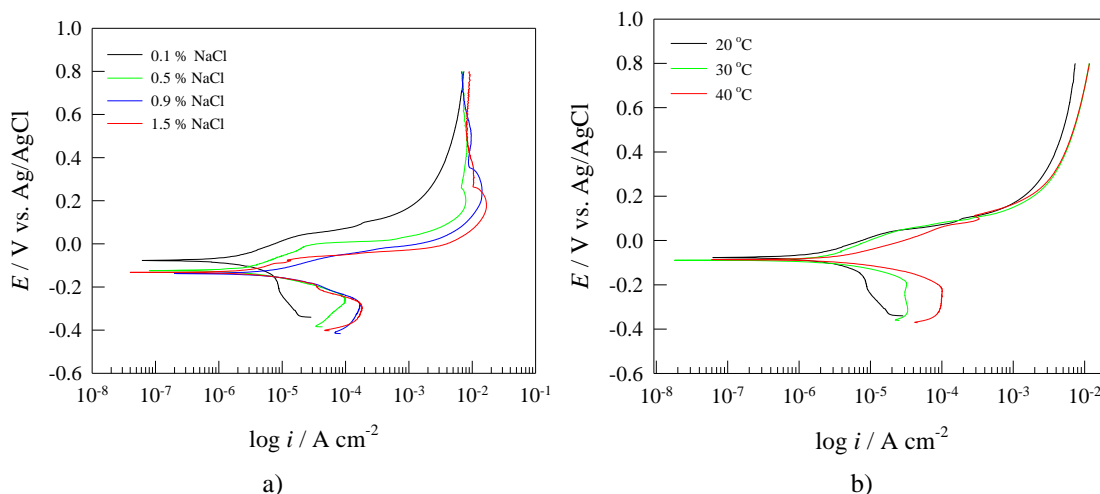 1.0
0.8
0.6
0.4
0.2
0.0
-0.2
-0.4
-0.6
E / V vs. Ag/AgCl
0.1 % NaCl
0.5 % NaCl
0.9 % NaCl
1.5 % NaCl
10-8 10-7 10-6 10-5 10-4 10-3 10-2 10-1
log i / A cm-2
a)
1.0
0.8
0.6
0.4
0.2
0.0
-0.2
-0.4
-0.6
E / V vs. Ag/AgCl
20 °C
30 °C
40 °C
10-8 10-7 10-6 10-5 10-4 10-3 10-2
log i / A cm-2
b)